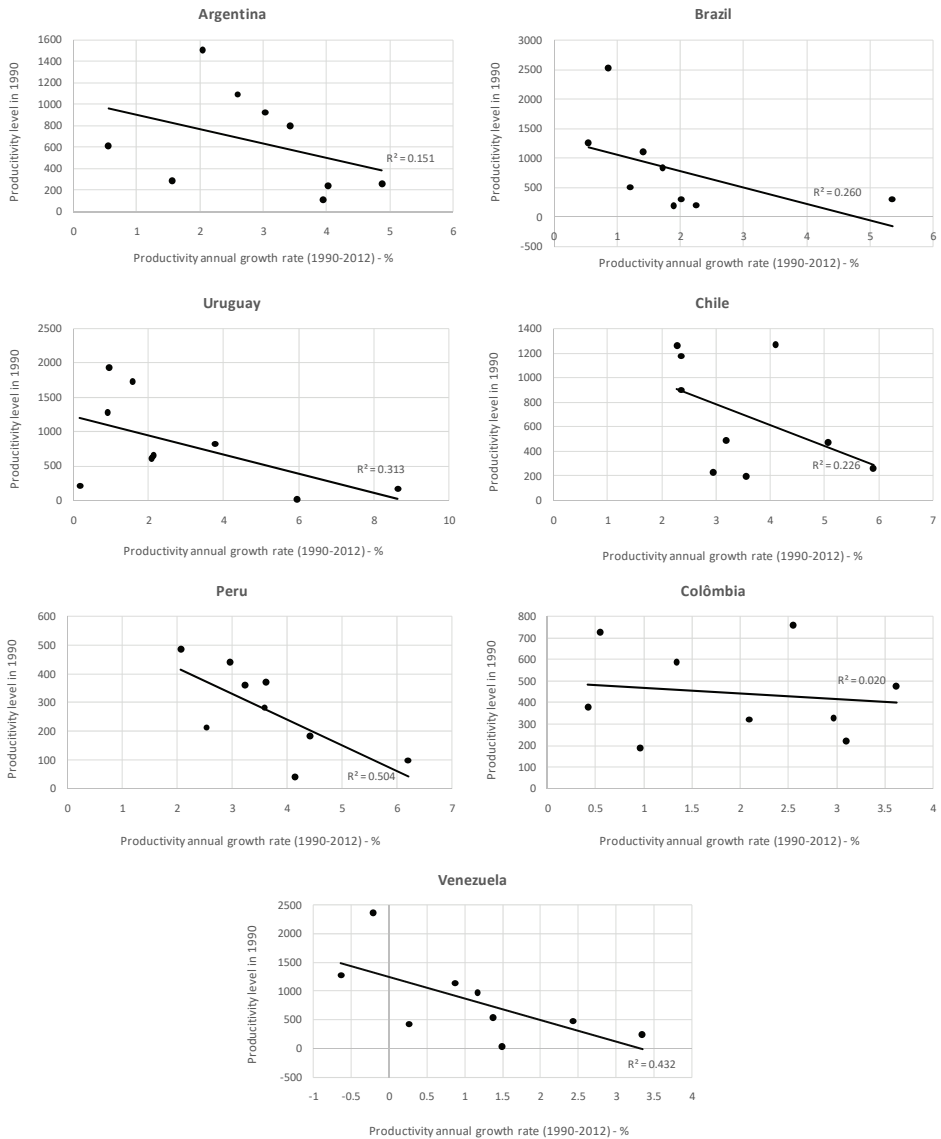 Argentina
Producitivity level in 1990
1600
1400
1200
1000
800
600
400
200
0
R² = 0.151
0 1 2 3 4 5 6
Productivity annual growth rate (1990-2012) - %
Brazil
Producitivity level in 1990
3000
2500
2000
1500
1000
500
0
-500
R² = 0.260
0 1 2 3 4 5 6
Productivity annual growth rate (1990-2012) - %
Uruguay
Producitivity level in 1990
2500
2000
1500
1000
500
0
R² = 0.313
0 2 4 6 8 10
Productivity annual growth rate (1990-2012) - %
Chile
Producitivity level in 1990
1400
1200
1000
800
600
400
200
0
R² = 0.226
0 1 2 3 4 5 6 7
Productivity annual growth rate (1990-2012) - %
Peru
Producitivity level in 1990
600
500
400
300
200
100
0
R² = 0.504
0 1 2 3 4 5 6 7
Productivity annual growth rate (1990-2012) - %
Colômbia
Producitivity level in 1990
800
700
600
500
400
300
200
100
0
R² = 0.020
0 0.5 1 1.5 2 2.5 3 3.5 4
Productivity annual growth rate (1990-2012) - %
Venezuela
Producitivity level in 1990
2500
2000
1500
1000
500
0
-500
R² = 0.432
-1 -0.5 0 0.5 1 1.5 2 2.5 3 3.5 4
Productivity annual growth rate (1990-2012) - %